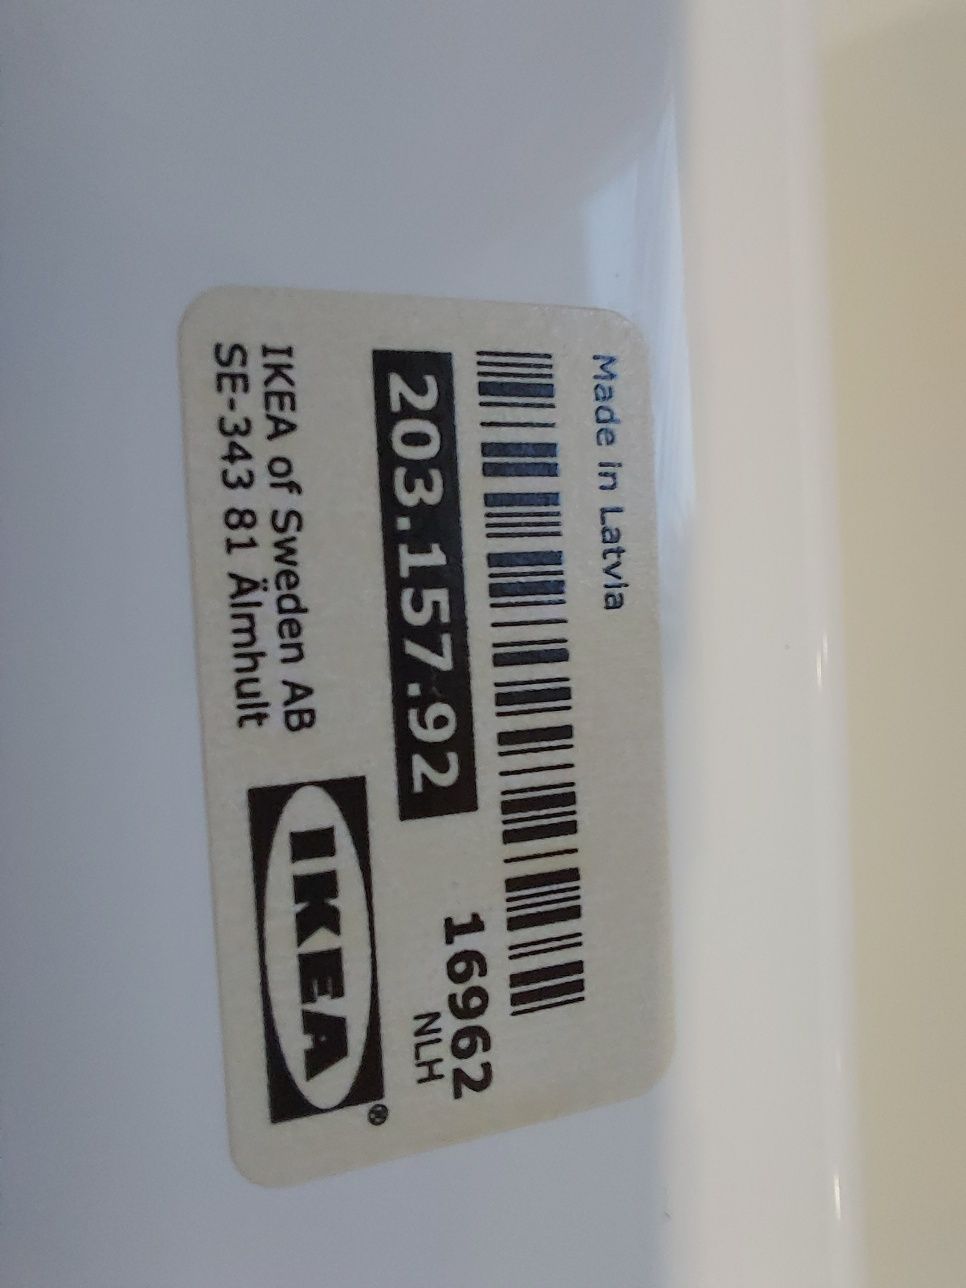 Made in Latvia
203.157.92
16962
NLH
IKEA of Sweden AB
SE-343 81 Älmhult
IKEA®